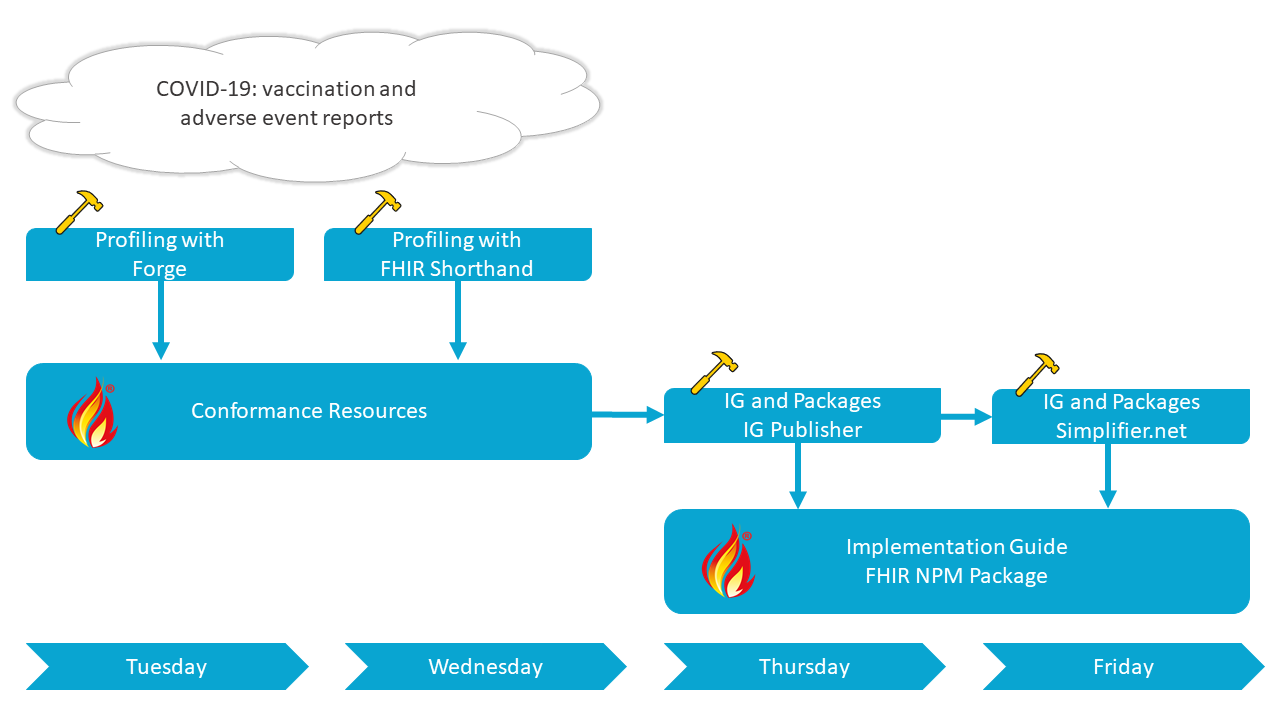 COVID-19: vaccination and
adverse event reports
Profiling with
Forge
Profiling with
FHIR Shorthand
®
Conformance Resources
IG and Packages
IG Publisher
IG and Packages
Simplifier.net
®
Implementation Guide
FHIR NPM Package
Tuesday
Wednesday
Thursday
Friday